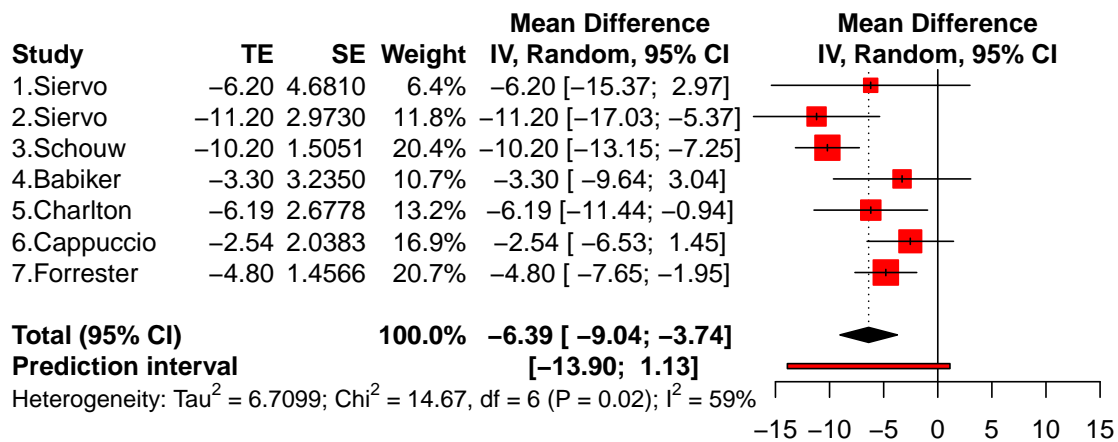 Mean Difference Mean Difference
Study TE SE Weight IV, Random, 95% CI IV, Random, 95% CI
1.Siervo −6.20 4.6810 6.4% −6.20 [−15.37; 2.97]
2.Siervo −11.20 2.9730 11.8% −11.20 [−17.03; −5.37]
3.Schouw −10.20 1.5051 20.4% −10.20 [−13.15; −7.25]
4.Babiker −3.30 3.2350 10.7% −3.30 [ −9.64; 3.04]
5.Charlton −6.19 2.6778 13.2% −6.19 [−11.44; −0.94]
6.Cappuccio −2.54 2.0383 16.9% −2.54 [ −6.53; 1.45]
7.Forrester −4.80 1.4566 20.7% −4.80 [ −7.65; −1.95]
Total (95% CI) 100.0% −6.39 [ −9.04; −3.74]
Prediction interval [−13.90; 1.13]
Heterogeneity: Tau² = 6.7099; Chi² = 14.67, df = 6 (P = 0.02); I² = 59%
−15 −10 −5 0 5 10 15